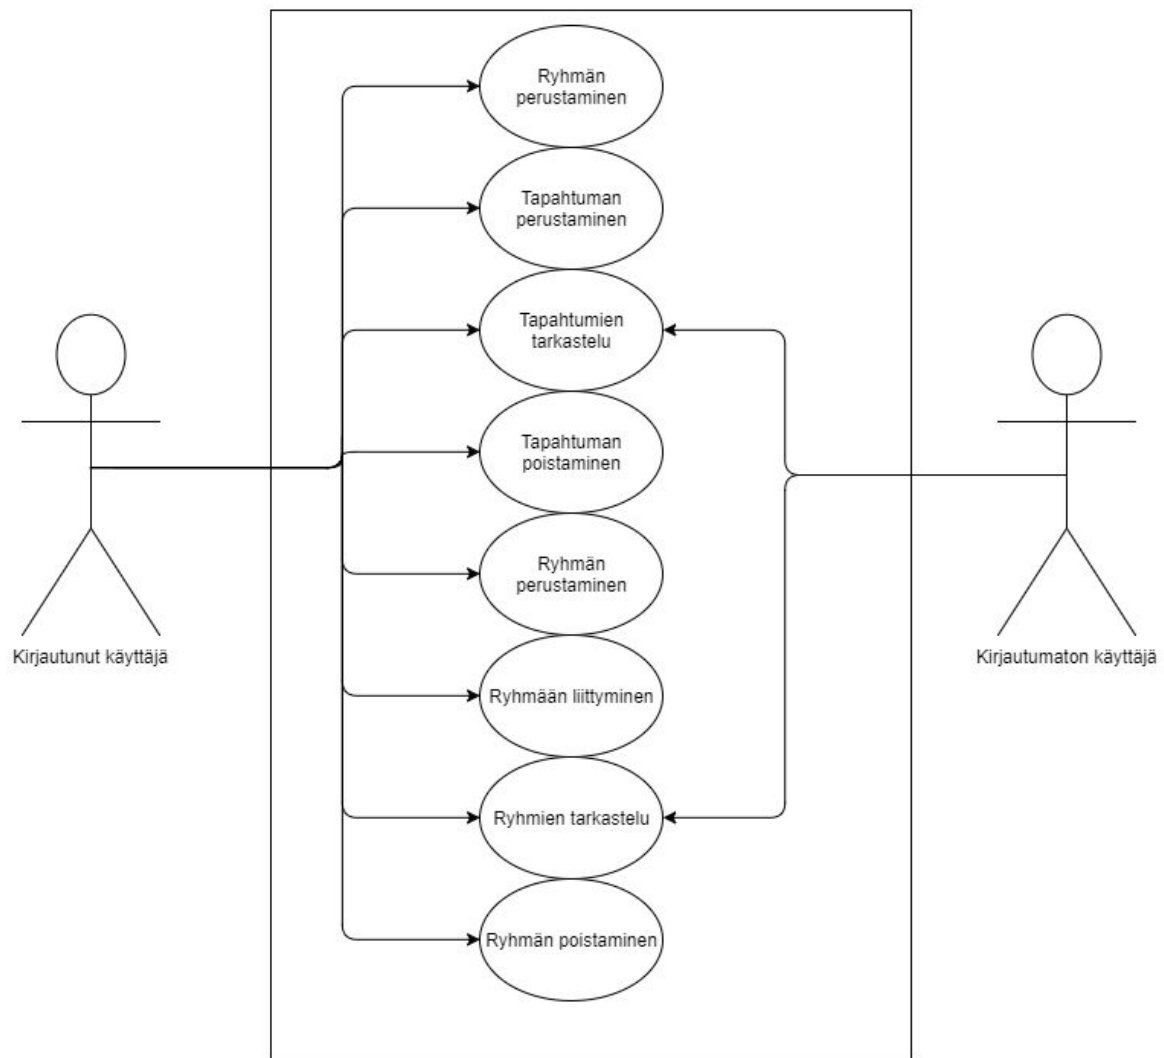 Ryhmän
perustaminen
Tapahtuman
perustaminen
Tapahtumien
tarkastelu
Tapahtuman
poistaminen
Ryhmän
perustaminen
Kirjautunut käyttäjä
Kirjautumaton käyttäjä
Ryhmään liittyminen
Ryhmien tarkastelu
Ryhmän poistaminen